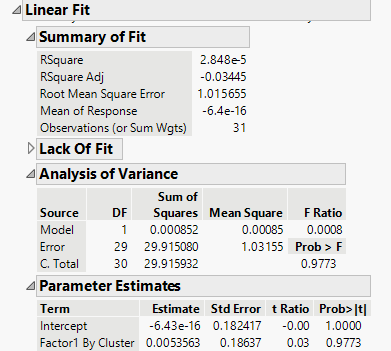 Linear Fit
Summary of Fit
RSquare 2.848e-5
RSquare Adj -0.03445
Root Mean Square Error 1.015655
Mean of Response -6.4e-16
Observations (or Sum Wgts) 31
Lack Of Fit
Analysis of Variance
Sum of
Source DF Squares Mean Square F Ratio
Model 1 0.000852 0.00085 0.0008
Error 29 29.915080 1.03155 Prob > F
C. Total 30 29.915932 0.9773
Parameter Estimates
Term Estimate Std Error t Ratio Prob>|t|
Intercept -6.43e-16 0.182417 -0.00 1.0000
Factor1 By Cluster 0.0053563 0.18637 0.03 0.9773